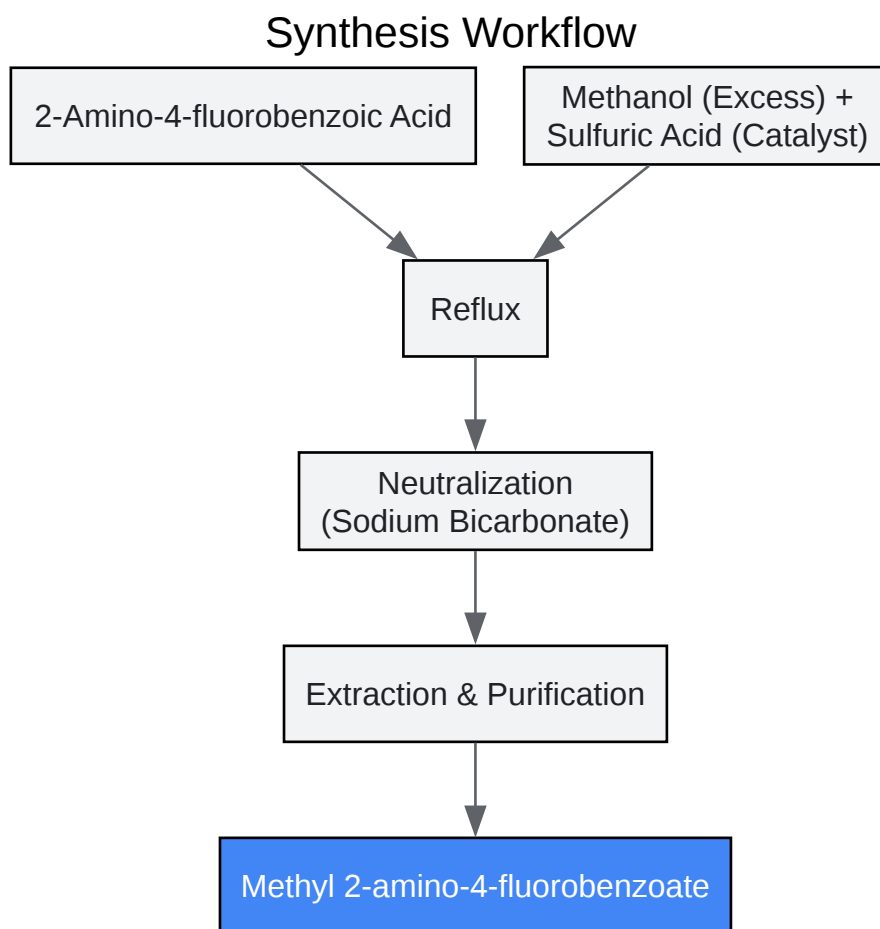 Synthesis Workflow
2-Amino-4-fluorobenzoic Acid
Methanol (Excess) +
Sulfuric Acid (Catalyst)
Reflux
Neutralization
(Sodium Bicarbonate)
Extraction & Purification
Methyl 2-amino-4-fluorobenzoate